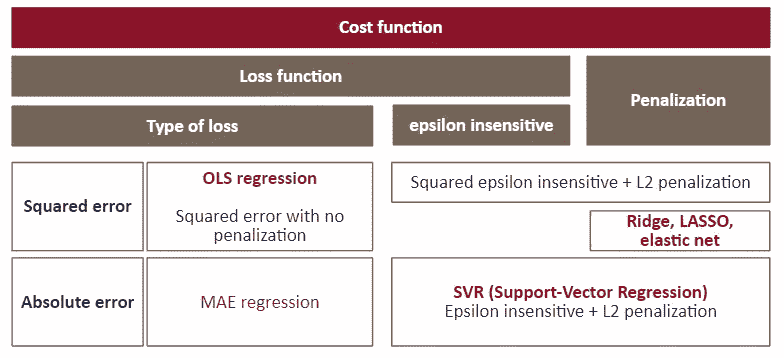 Cost function
Loss function
Penalization
Type of loss
epsilon insensitive
Squared error
OLS regression
Squared error with no
penalization
Squared epsilon insensitive + L2 penalization
Ridge, LASSO,
elastic net
Absolute error
MAE regression
SVR (Support-Vector Regression)
Epsilon insensitive + L2 penalization